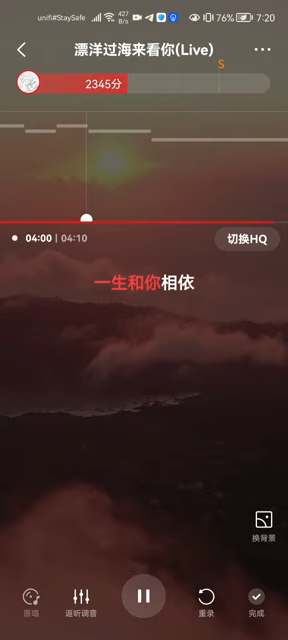 unifi#StaySafe 427 B/s 76% 7:20
漂洋过海来看你(Live)
S
2345分
04:00 | 04:10
切换HQ
一生和你相依
换背景
原唱 返听调音 重录 完成